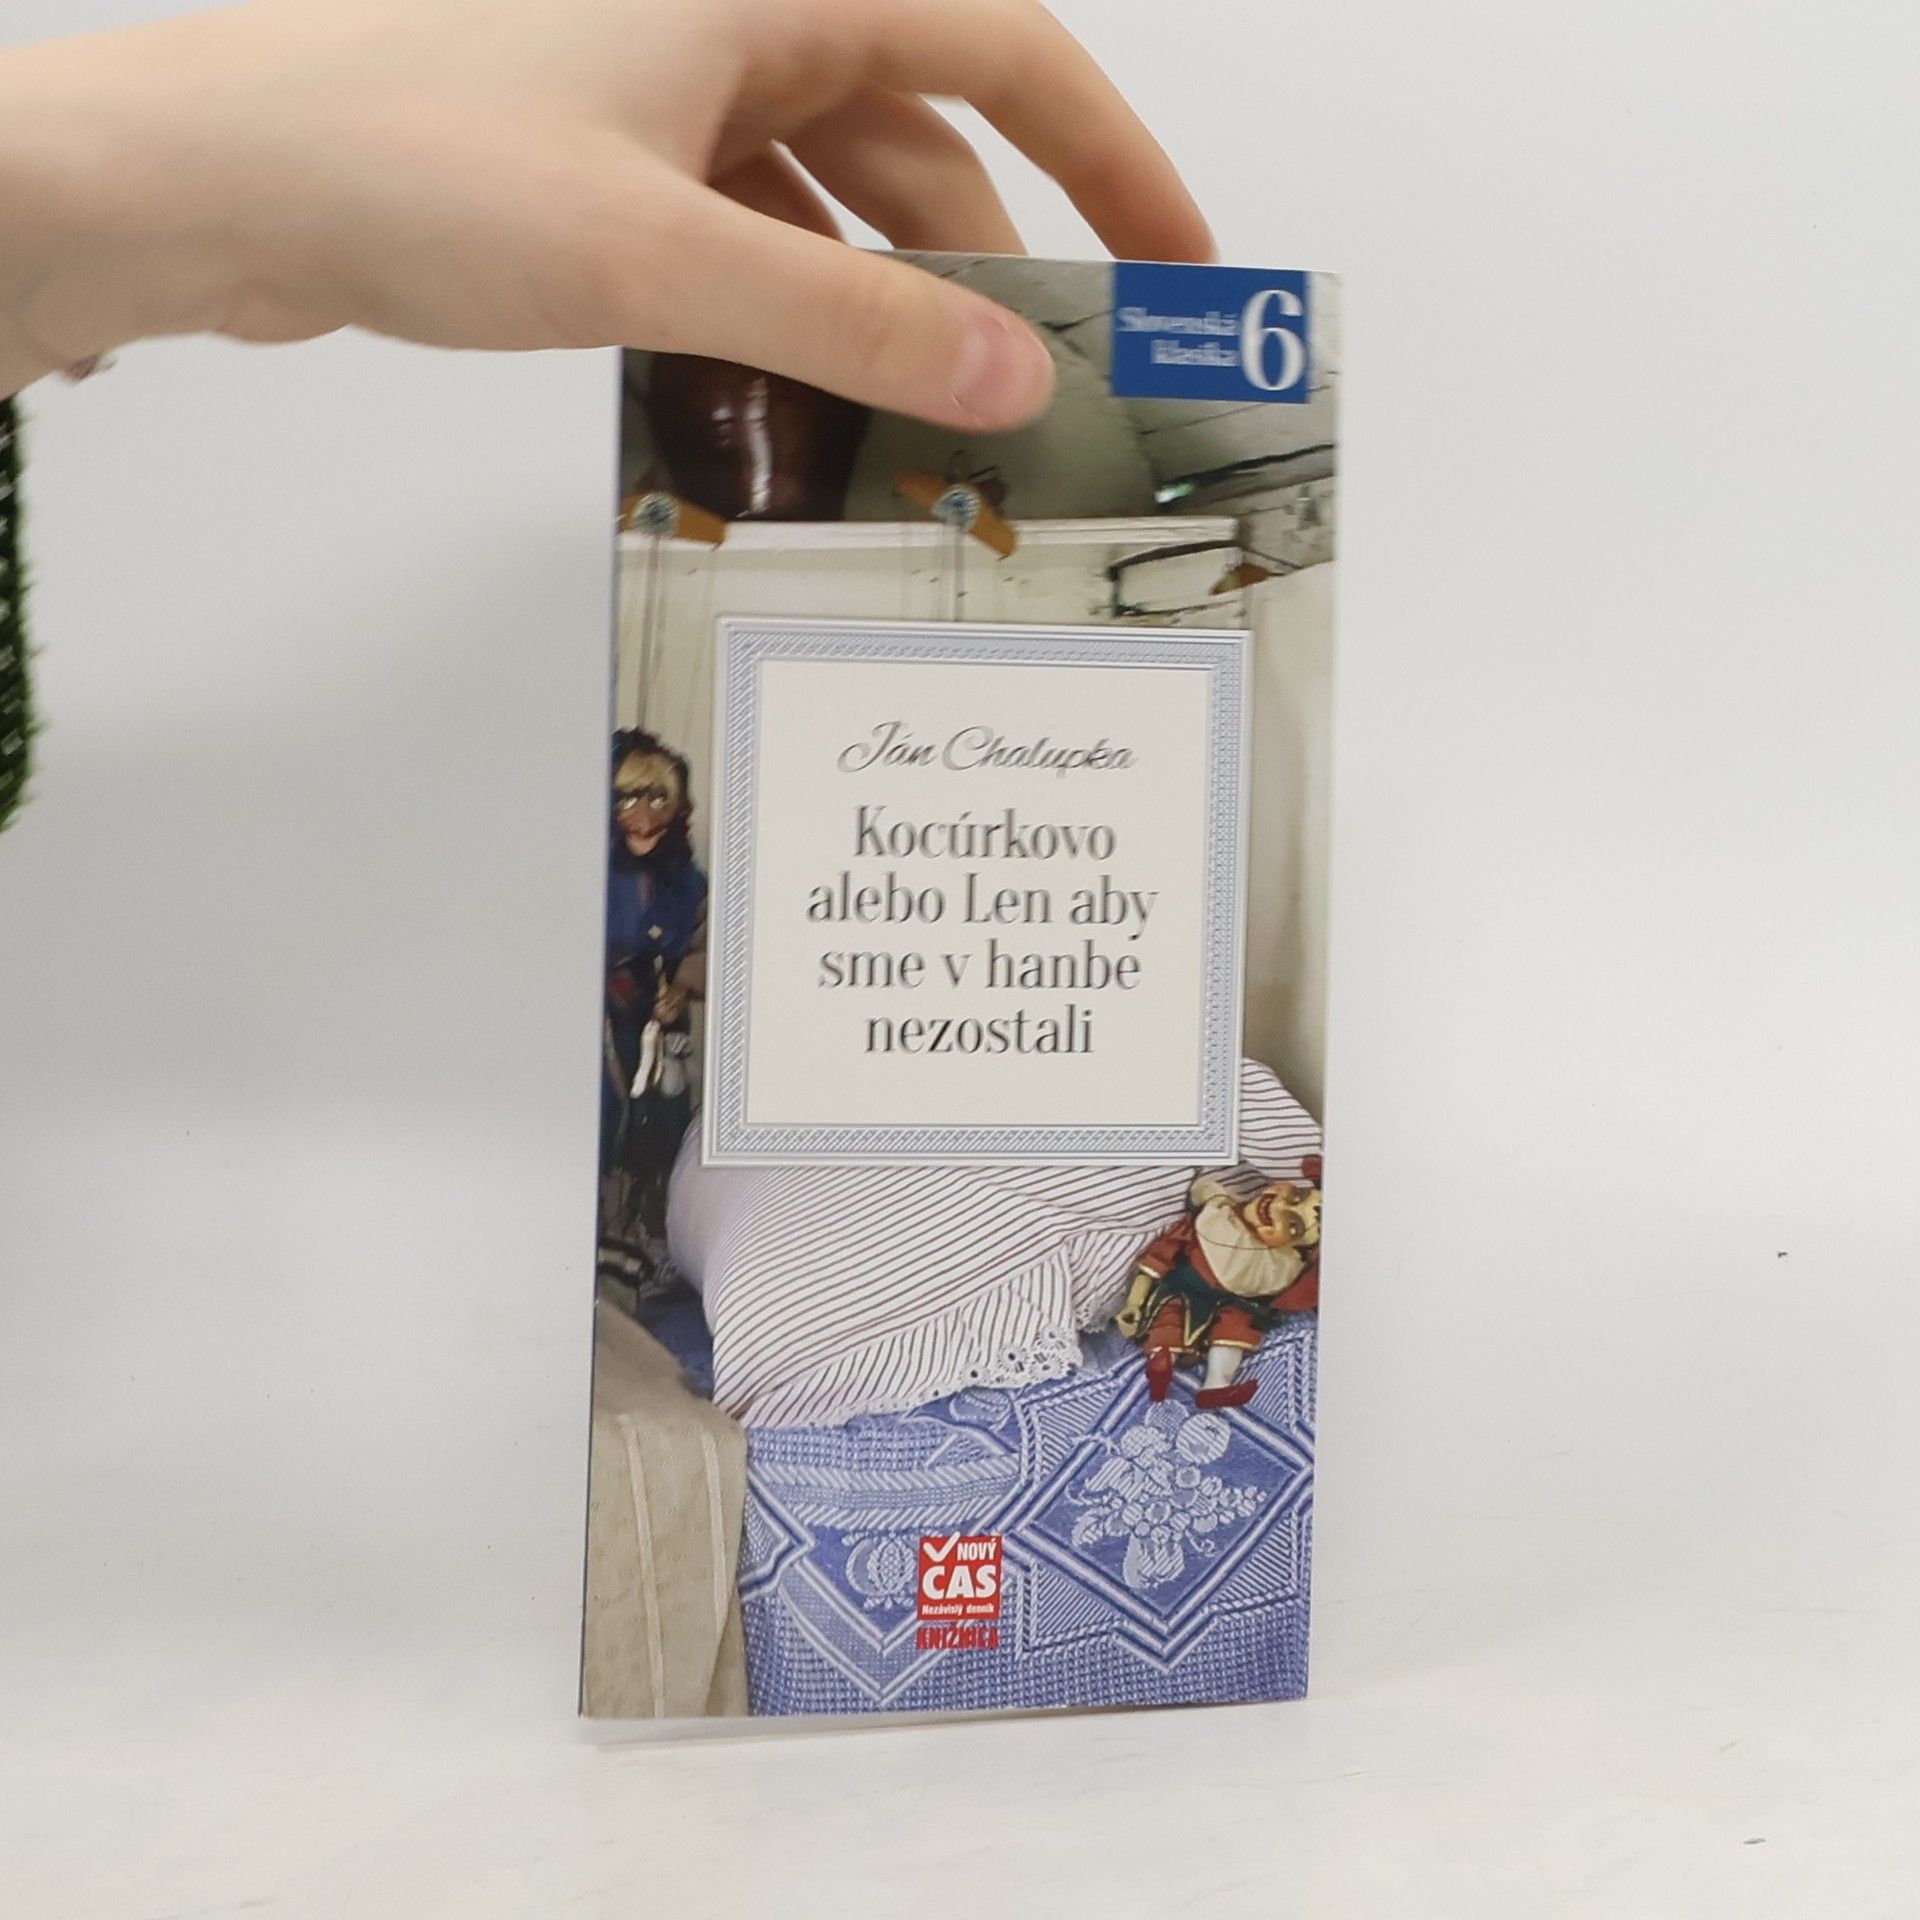 Slovenská
klasika
6
Ján Chalupka
Kocúrkovo
alebo Len aby
sme v hanbe
nezostali
NOVÝ
ČAS
Nezávislý denník
KNIŽNICA